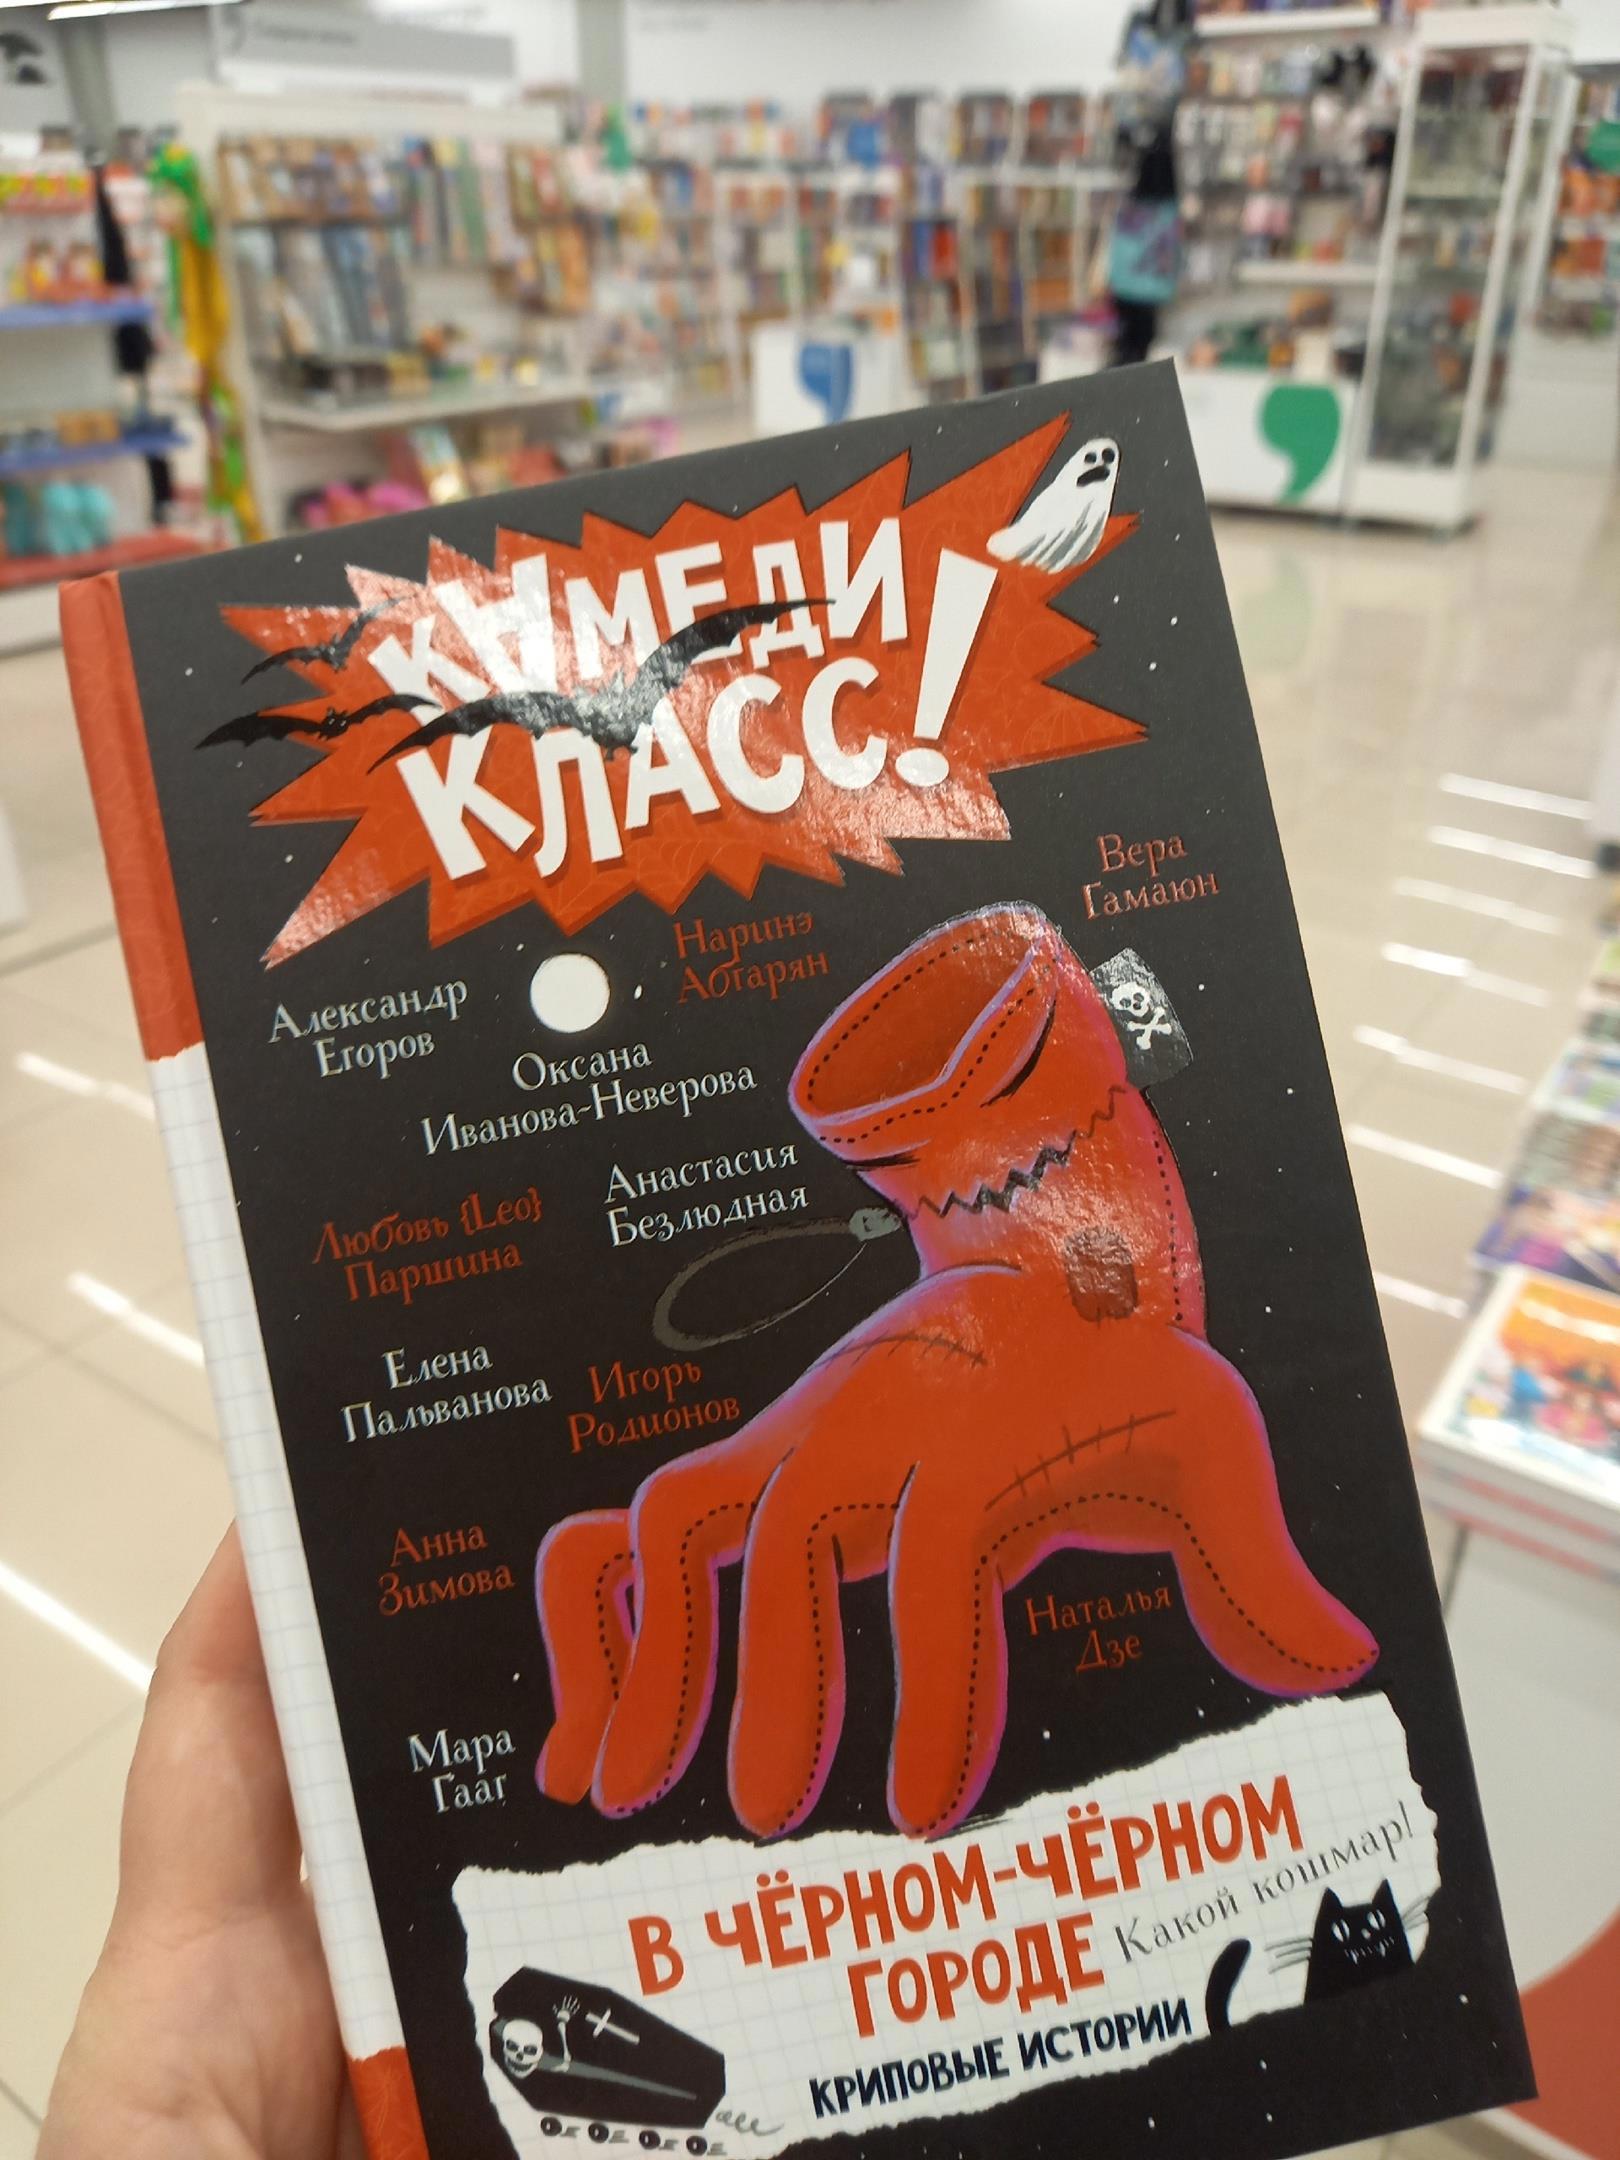 КАМЕДИ
КЛАСС!
Вера
Гамаюн
Наринэ
Абгарян
Александр
Егоров
Оксана
Иванова-Неверова
Анастасия
Безлюдная
Любовь {Leo}
Паршина
Елена
Пальванова
Игорь
Родионов
Анна
Зимова
Наталья
Дзе
Мара
Гааг
В ЧЁРНОМ-ЧЁРНОМ
ГОРОДЕ
Какой кошмар!
КРИПОВЫЕ ИСТОРИИ